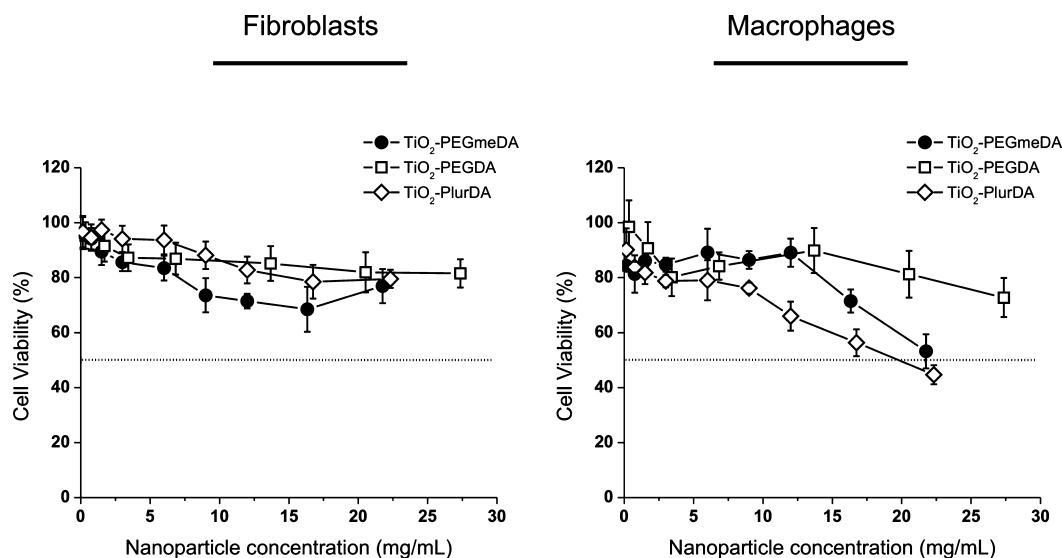 Fibroblasts
TiO2-PEGmeDA
TiO2-PEGDA
TiO2-PlurDA
120
100
80
60
40
20
0
Cell Viability (%)
0 5 10 15 20 25 30
Nanoparticle concentration (mg/mL)
Macrophages
TiO2-PEGmeDA
TiO2-PEGDA
TiO2-PlurDA
120
100
80
60
40
20
0
Cell Viability (%)
0 5 10 15 20 25 30
Nanoparticle concentration (mg/mL)